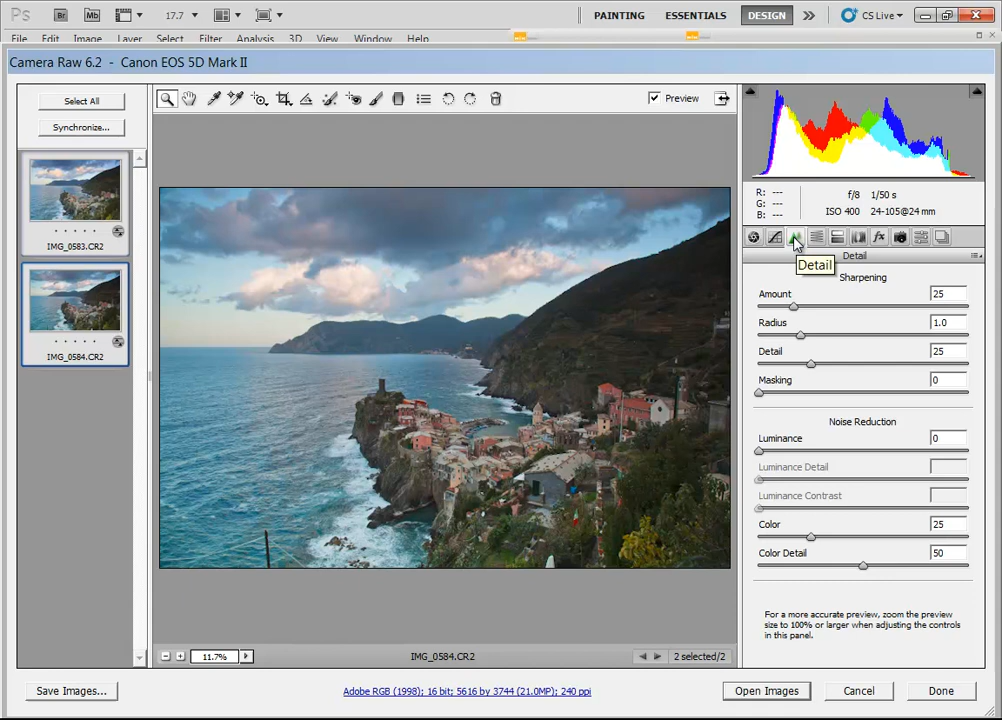 Ps Br Mb 17.7 PAINTING ESSENTIALS DESIGN CS Live
File Edit Image Layer Select Filter Analysis 3D View Window Help
Camera Raw 6.2 - Canon EOS 5D Mark II
Select All
Synchronize...
IMG_0583.CR2
IMG_0584.CR2
Preview
R: ---
G: ---
B: ---
f/8 1/50 s
ISO 400 24-105@24 mm
fx
Detail
Detail
Sharpening
Amount 25
Radius 1.0
Detail 25
Masking 0
Noise Reduction
Luminance 0
Luminance Detail
Luminance Contrast
Color 25
Color Detail 50
For a more accurate preview, zoom the preview
size to 100% or larger when adjusting the controls
in this panel.
11.7% IMG_0584.CR2 2 selected/2
Save Images... Adobe RGB (1998); 16 bit; 5616 by 3744 (21.0MP); 240 ppi Open Images Cancel Done